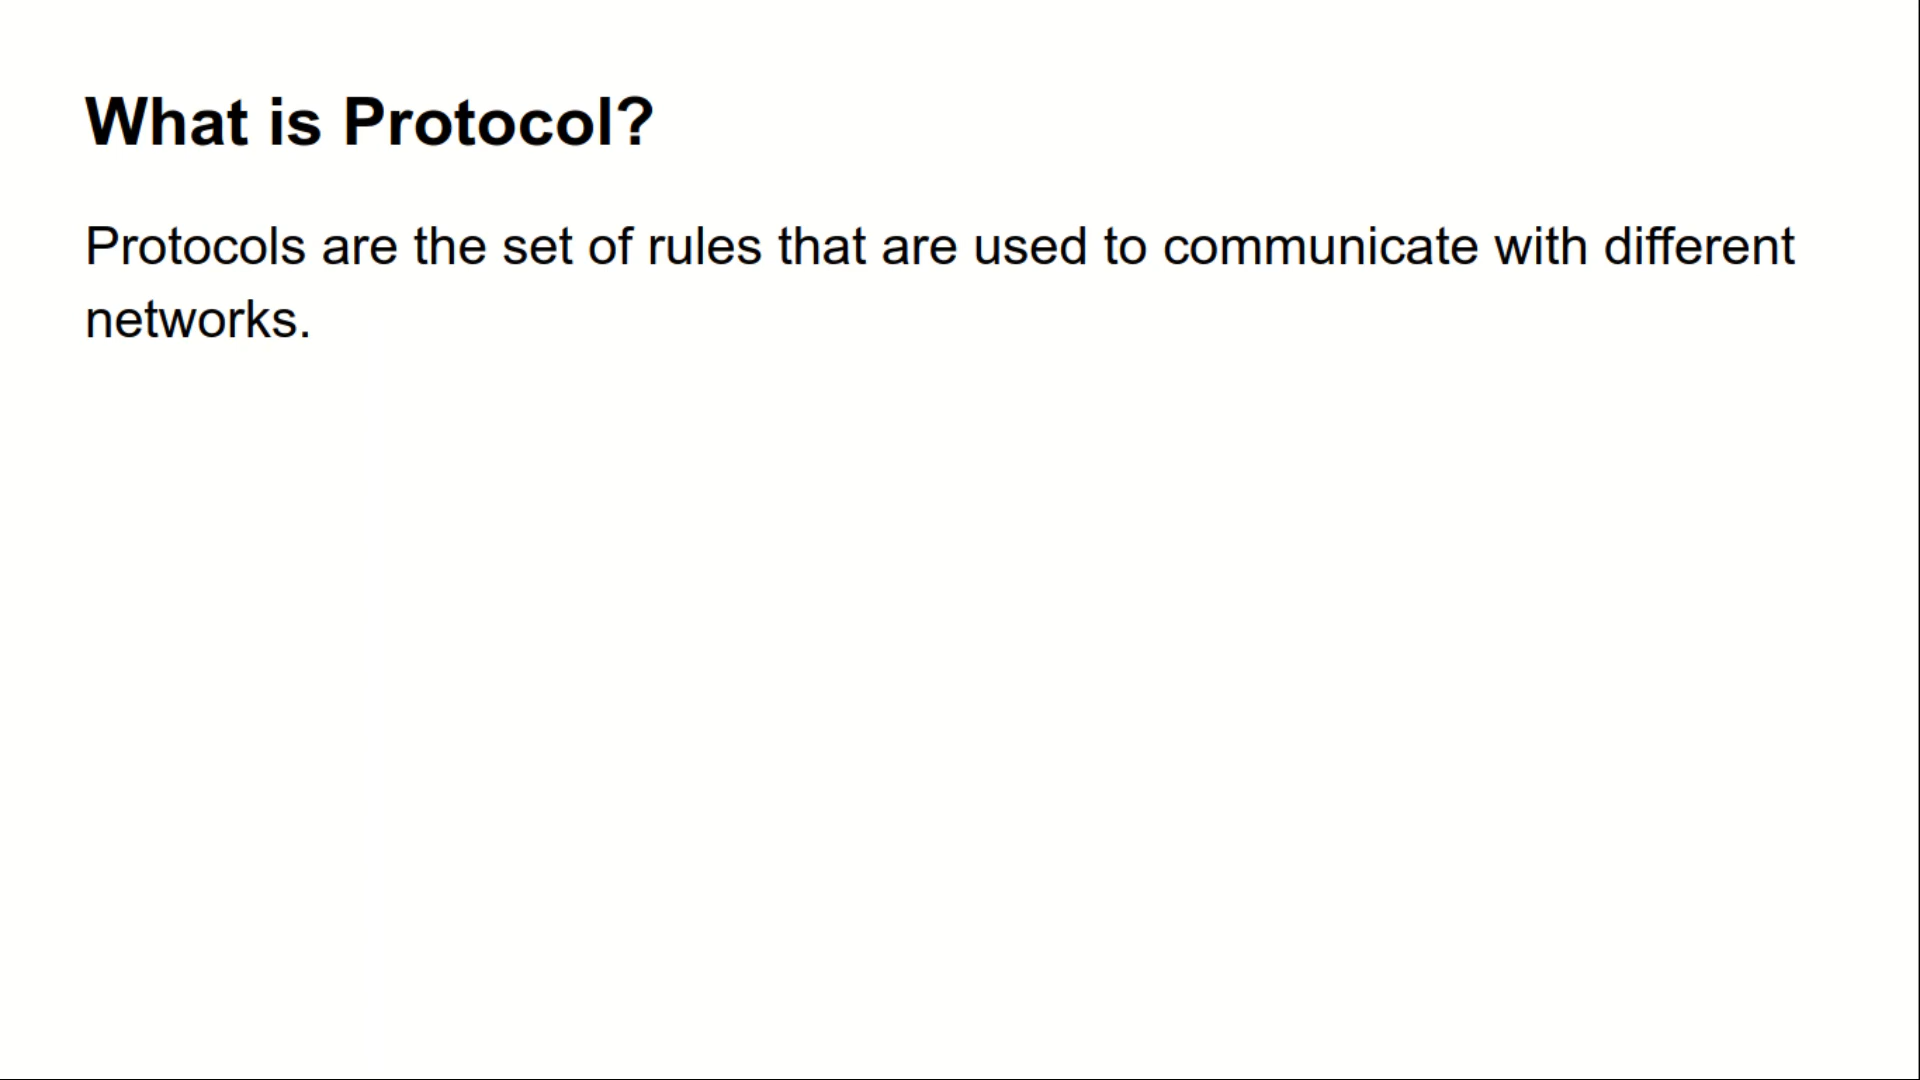 What is Protocol?
Protocols are the set of rules that are used to communicate with different
networks.